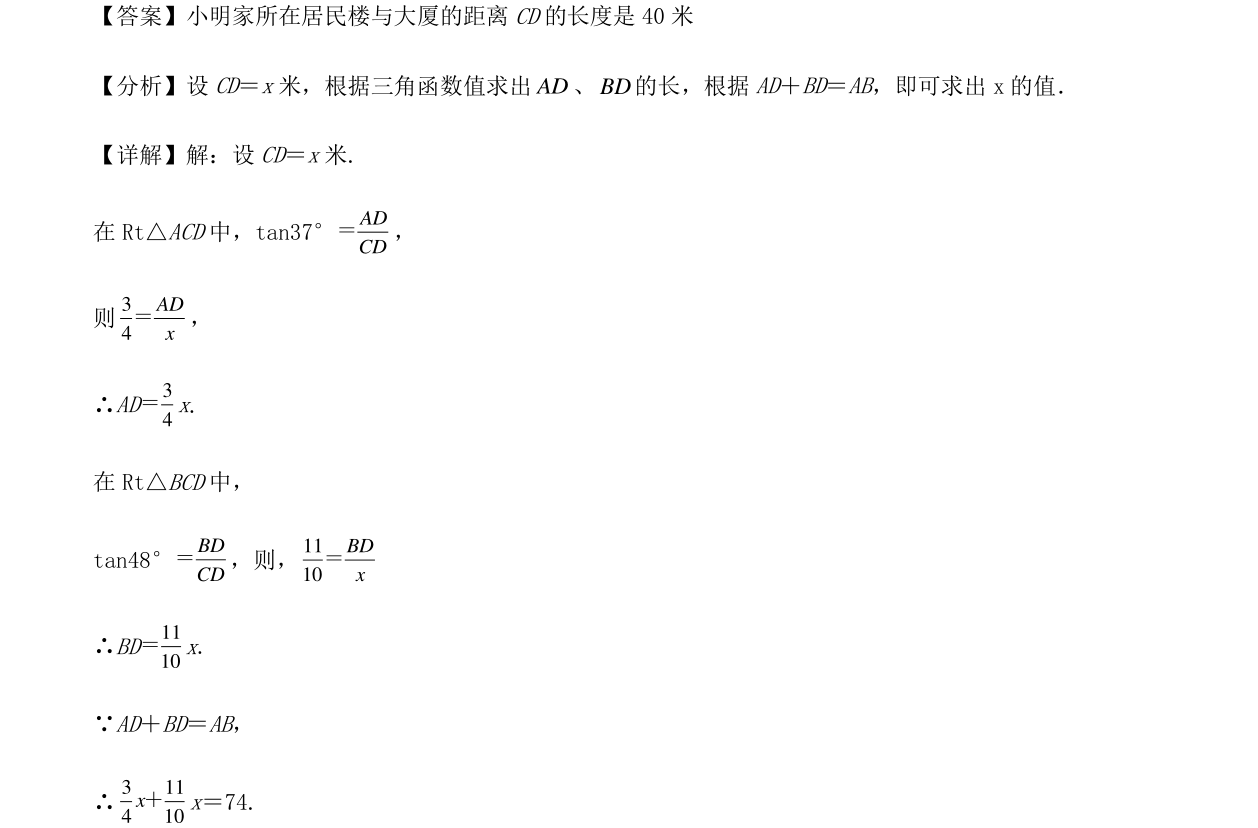 【答案】小明家所在居民楼与大厦的距离 CD 的长度是 40 米
【分析】设 CD＝x 米，根据三角函数值求出 AD 、 BD 的长，根据 AD＋BD＝AB，即可求出 x 的值．
【详解】解：设 CD＝x 米．
在 Rt△ACD 中，tan37°＝AD/CD，
则 3/4＝AD/x，
∴AD＝3/4 x.
在 Rt△BCD 中，
tan48°＝BD/CD，则，11/10＝BD/x
∴BD＝11/10 x.
∵AD＋BD＝AB，
∴3/4 x＋11/10 x＝74.